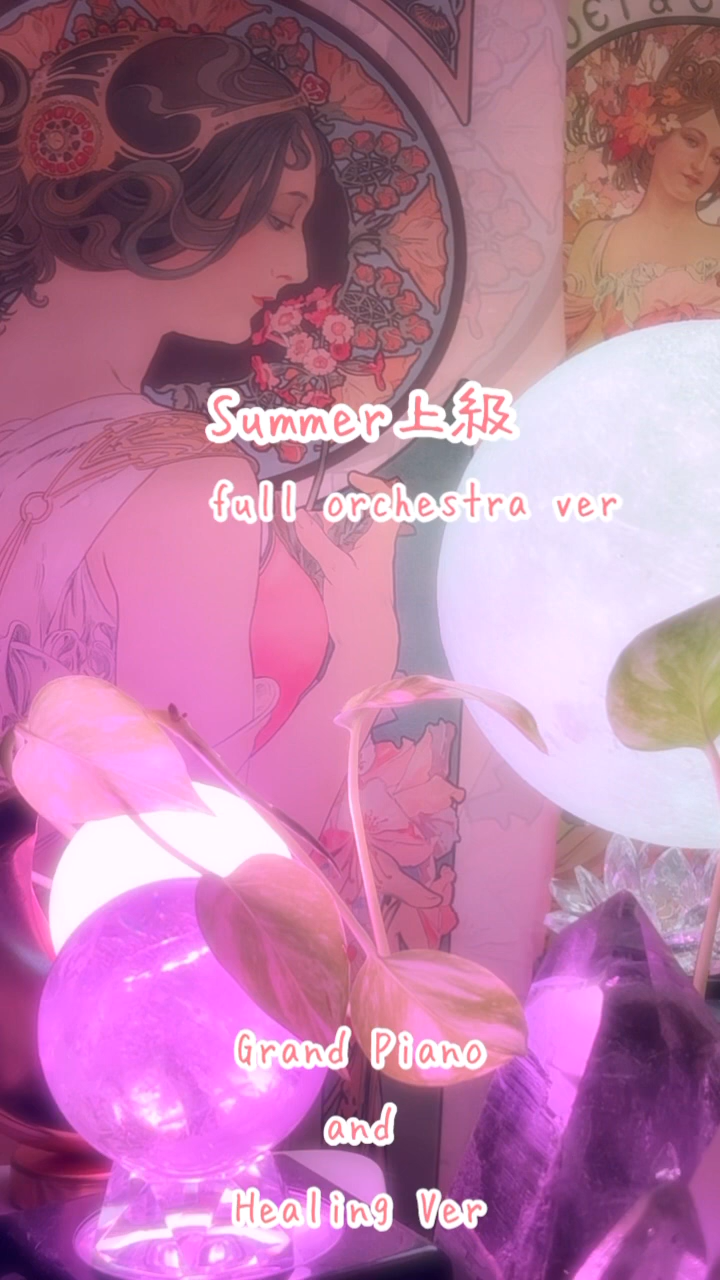 Summer上級
full orchestra ver
Grand Piano
and
Healing Ver